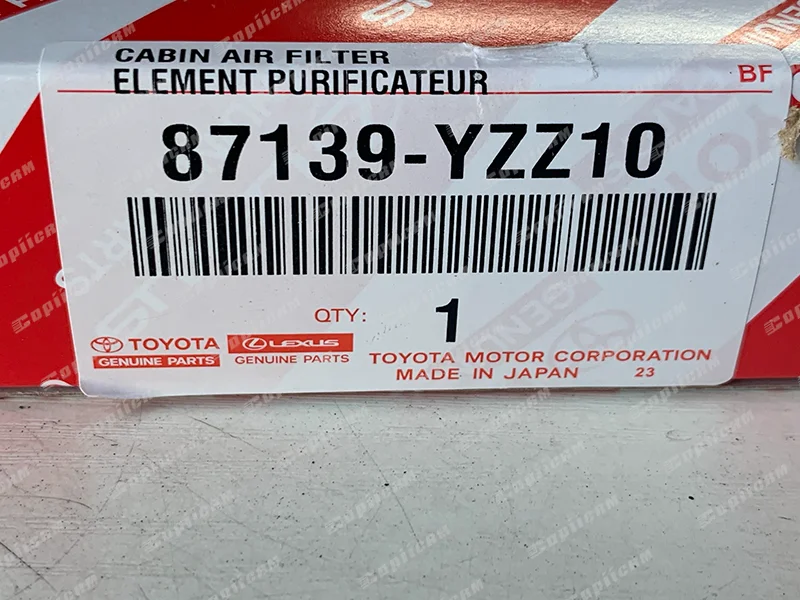 CABIN AIR FILTER
ELEMENT PURIFICATEUR
BF
87139-YZZ10
QTY: 1
TOYOTA
GENUINE PARTS
LEXUS
GENUINE PARTS
TOYOTA MOTOR CORPORATION
MADE IN JAPAN 23
CopiiCAM